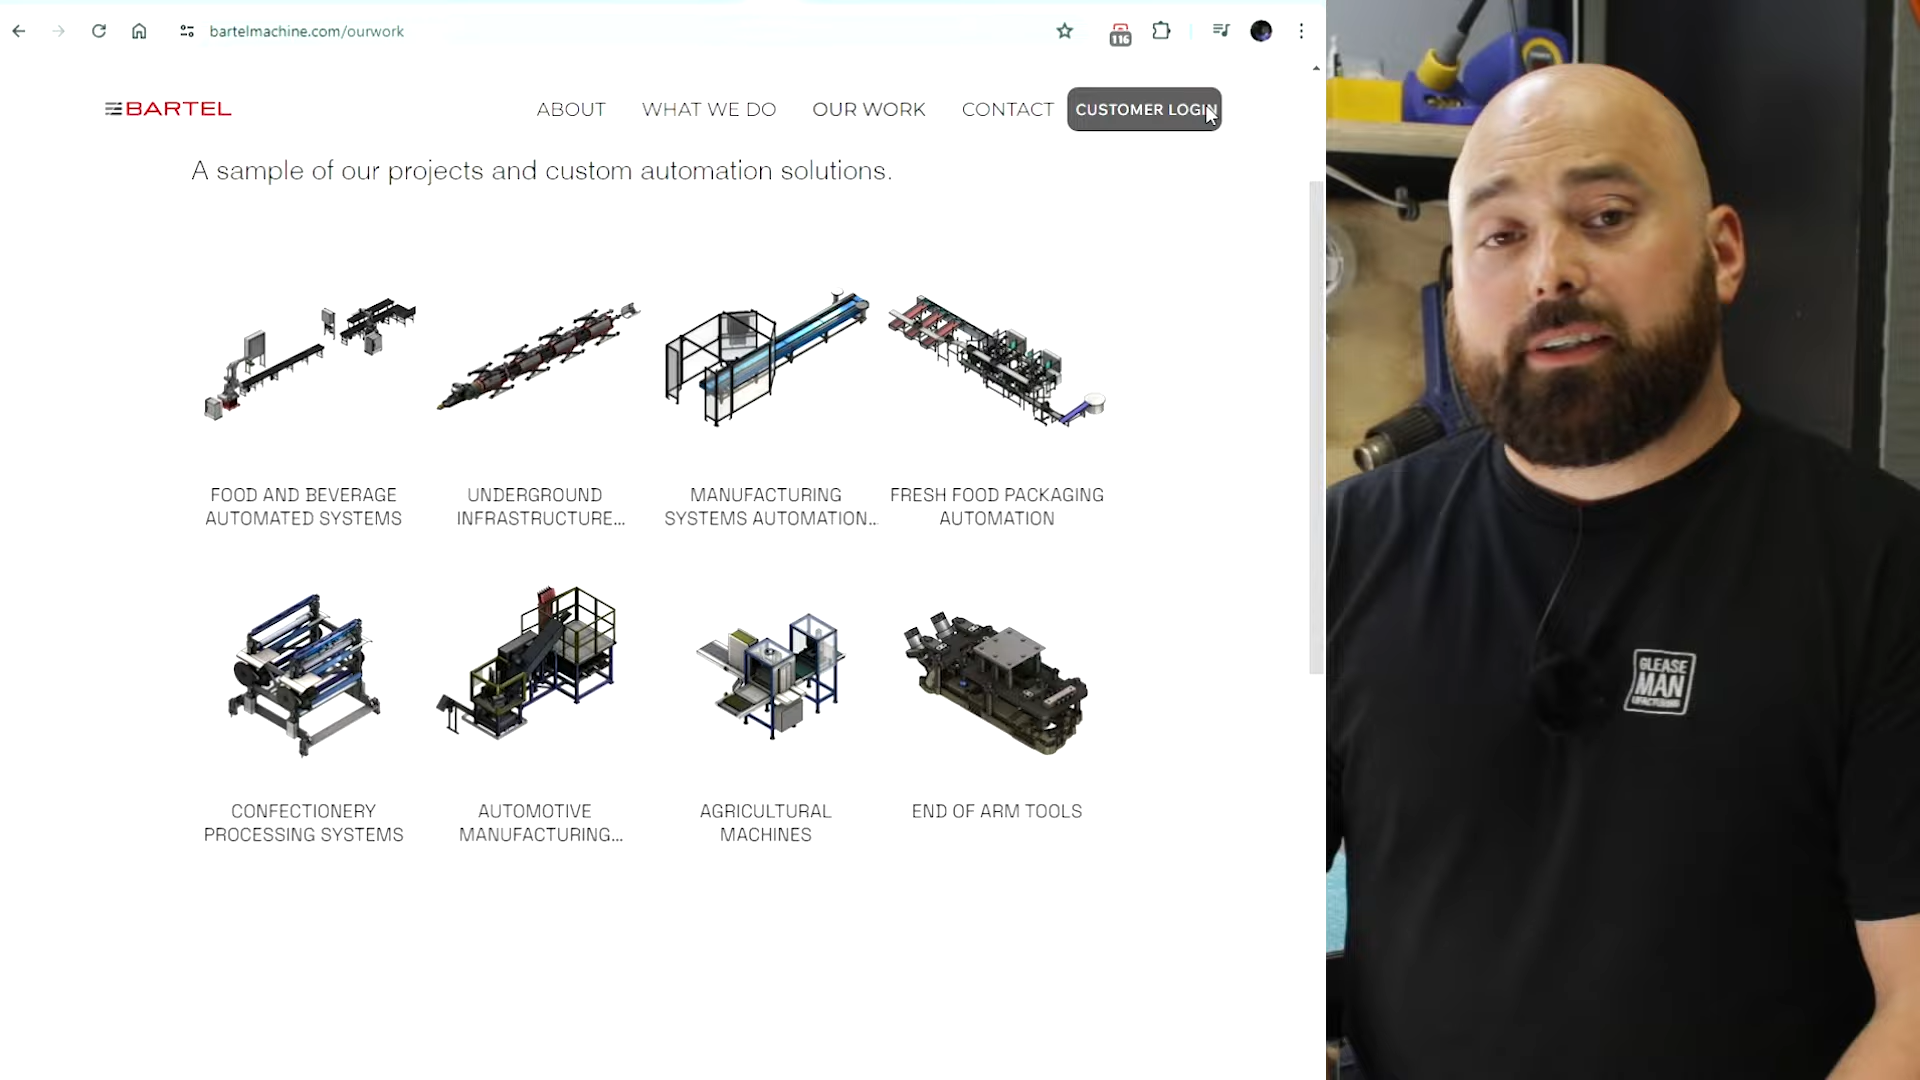 bartelmachine.com/ourwork
116
BARTEL
ABOUT
WHAT WE DO
OUR WORK
CONTACT
CUSTOMER LOGIN
A sample of our projects and custom automation solutions.
FOOD AND BEVERAGE
AUTOMATED SYSTEMS
UNDERGROUND
INFRASTRUCTURE...
MANUFACTURING
SYSTEMS AUTOMATION...
FRESH FOOD PACKAGING
AUTOMATION
CONFECTIONERY
PROCESSING SYSTEMS
AUTOMOTIVE
MANUFACTURING...
AGRICULTURAL
MACHINES
END OF ARM TOOLS
GLEASE
MAN
UFACTURING